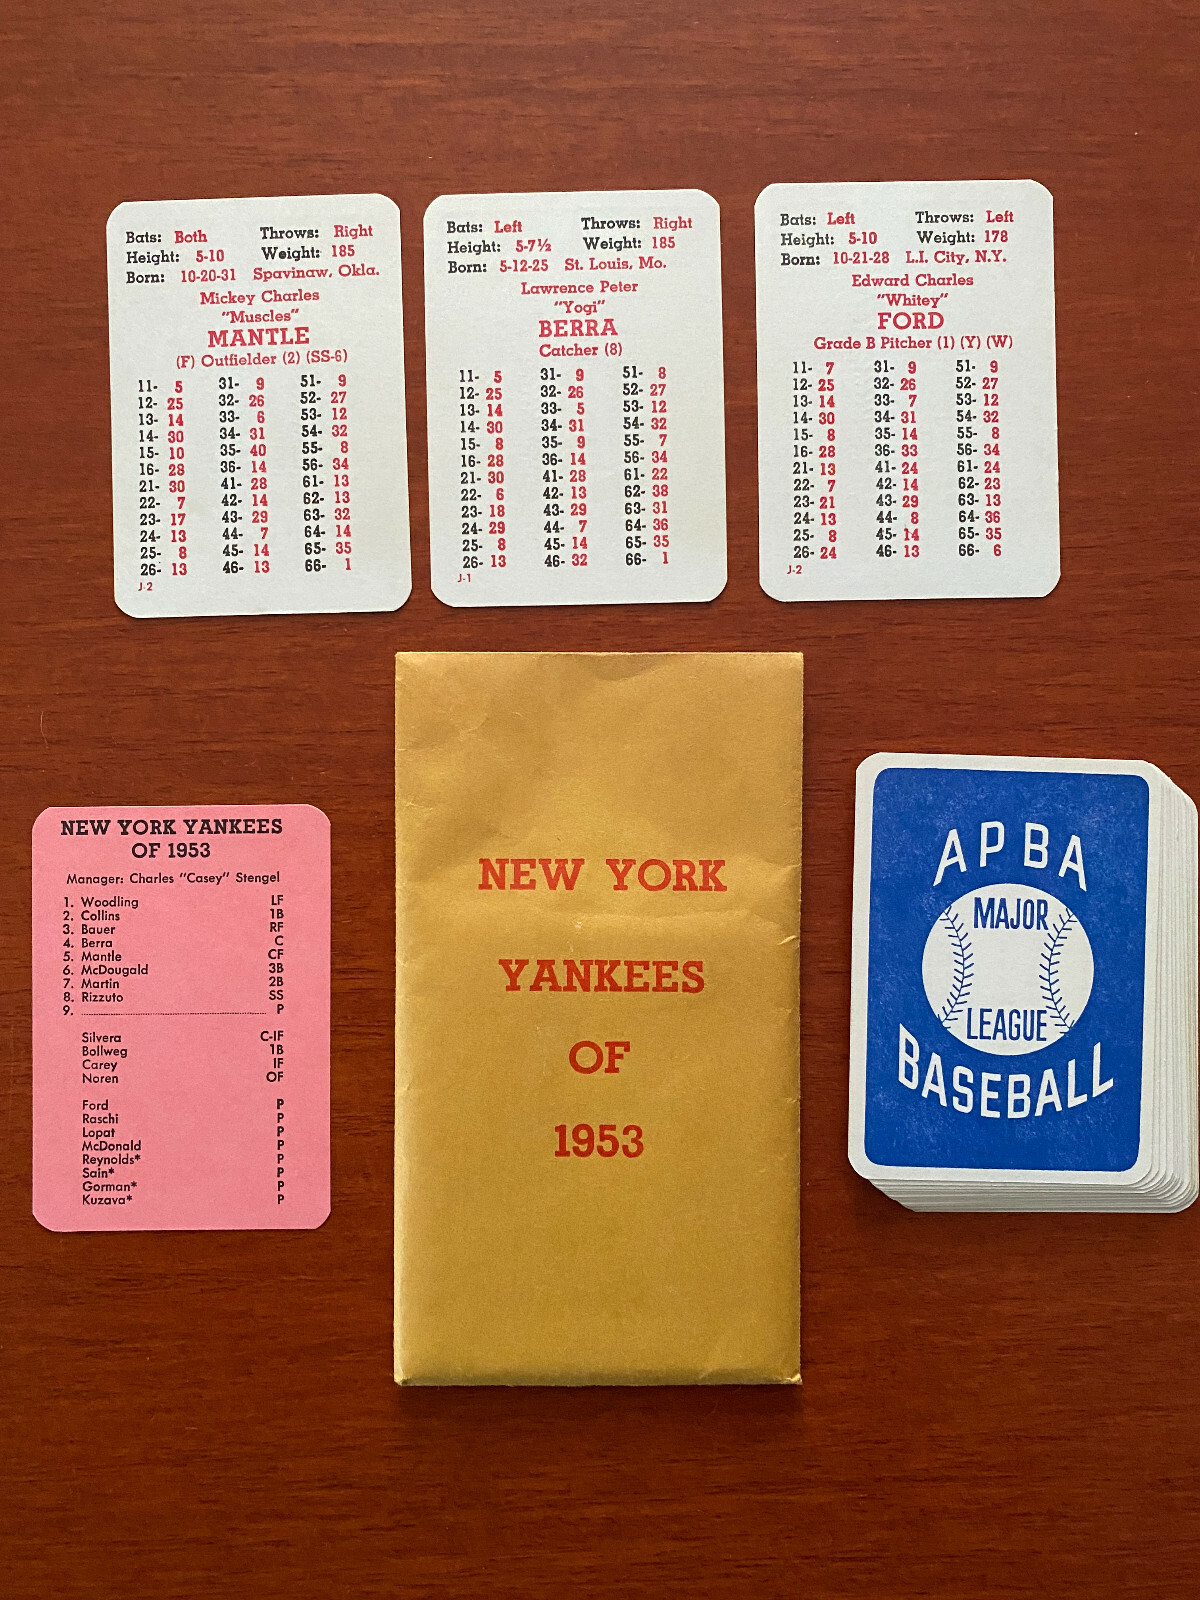 Bats: Both Throws: Right
Height: 5-10 Weight: 185
Born: 10-20-31 Spavinaw, Okla.
Mickey Charles
"Muscles"
MANTLE
(F) Outfielder (2) (SS-6)
11- 5 31- 9 51- 9
12- 25 32- 26 52- 27
13- 14 33- 6 53- 12
14- 30 34- 31 54- 32
15- 10 35- 40 55- 8
16- 28 36- 14 56- 34
21- 30 41- 28 61- 13
22- 7 42- 14 62- 13
23- 17 43- 29 63- 32
24- 13 44- 7 64- 14
25- 8 45- 14 65- 35
26- 13 46- 13 66- 1
J-2
Bats: Left Throws: Right
Height: 5-7½ Weight: 185
Born: 5-12-25 St. Louis, Mo.
Lawrence Peter
"Yogi"
BERRA
Catcher (8)
11- 5 31- 9 51- 8
12- 25 32- 26 52- 27
13- 14 33- 5 53- 12
14- 30 34- 31 54- 32
15- 8 35- 9 55- 7
16- 28 36- 14 56- 34
21- 30 41- 28 61- 22
22- 6 42- 13 62- 38
23- 18 43- 29 63- 31
24- 29 44- 7 64- 36
25- 8 45- 14 65- 35
26- 13 46- 32 66- 1
J-1
Bats: Left Throws: Left
Height: 5-10 Weight: 178
Born: 10-21-28 L.I. City, N.Y.
Edward Charles
"Whitey"
FORD
Grade B Pitcher (1) (Y) (W)
11- 7 31- 9 51- 9
12- 25 32- 26 52- 27
13- 14 33- 7 53- 12
14- 30 34- 31 54- 32
15- 8 35- 14 55- 8
16- 28 36- 33 56- 34
21- 13 41- 24 61- 24
22- 7 42- 14 62- 23
23- 21 43- 29 63- 13
24- 13 44- 8 64- 36
25- 8 45- 14 65- 35
26- 24 46- 13 66- 6
J-2
NEW YORK YANKEES
OF 1953
Manager: Charles "Casey" Stengel
1. Woodling LF
2. Collins 1B
3. Bauer RF
4. Berra C
5. Mantle CF
6. McDougald 3B
7. Martin 2B
8. Rizzuto SS
9. P
Silvera C-IF
Bollweg 1B
Carey IF
Noren OF
Ford P
Raschi P
Lopat P
McDonald P
Reynolds* P
Sain* P
Gorman* P
Kuzava* P
NEW YORK
YANKEES
OF
1953
APBA
MAJOR
LEAGUE
BASEBALL